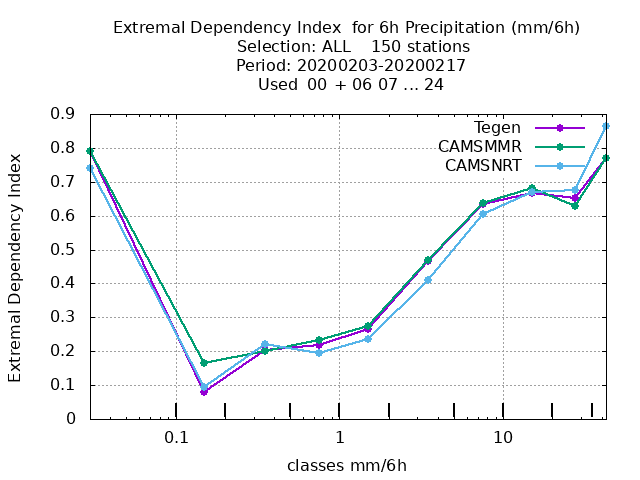 Extremal Dependency Index  for 6h Precipitation (mm/6h)
Selection: ALL    150 stations
Period: 20200203-20200217
Used  00  + 06 07 ... 24
Extremal Dependency Index
0.9
0.8
0.7
0.6
0.5
0.4
0.3
0.2
0.1
0
Tegen
CAMSMMR
CAMSNRT
0.1
1
10
classes mm/6h